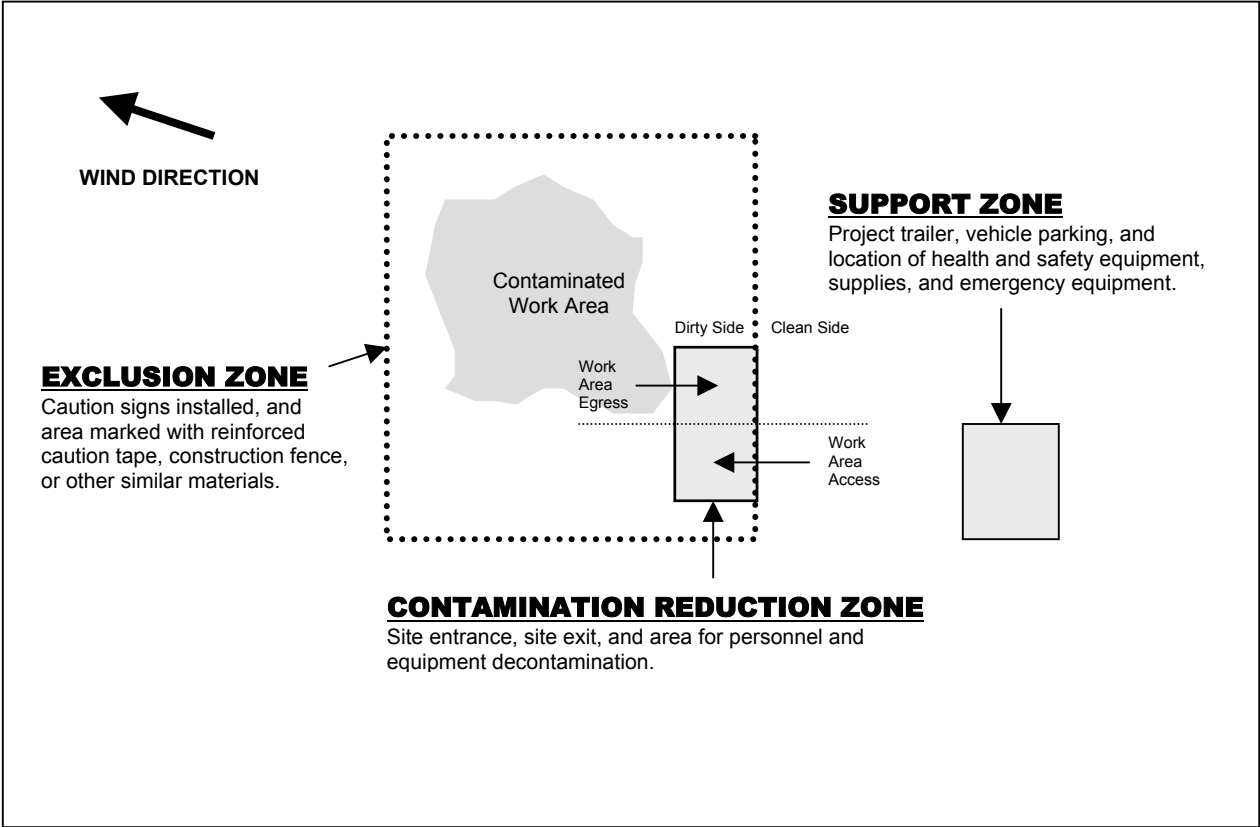 WIND DIRECTION
SUPPORT ZONE
Project trailer, vehicle parking, and
location of health and safety equipment,
supplies, and emergency equipment.
Contaminated
Work Area
Dirty Side
Clean Side
EXCLUSION ZONE
Caution signs installed, and
area marked with reinforced
caution tape, construction fence,
or other similar materials.
Work
Area
Egress
Work
Area
Access
CONTAMINATION REDUCTION ZONE
Site entrance, site exit, and area for personnel and
equipment decontamination.